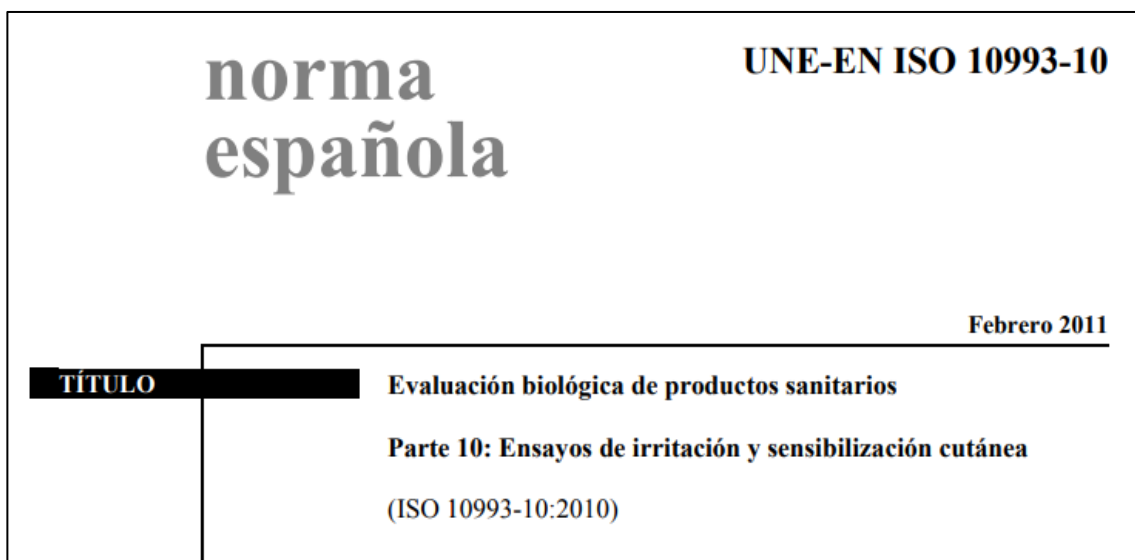 norma
española
UNE-EN ISO 10993-10
Febrero 2011
TÍTULO
Evaluación biológica de productos sanitarios
Parte 10: Ensayos de irritación y sensibilización cutánea
(ISO 10993-10:2010)